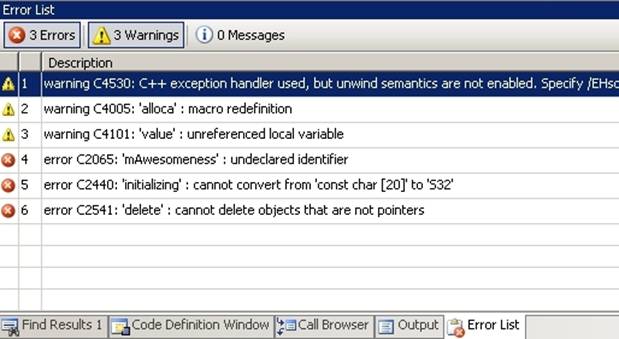 Error List
3 Errors 3 Warnings 0 Messages
Description
1 warning C4530: C++ exception handler used, but unwind semantics are not enabled. Specify /EHsc
2 warning C4005: 'alloca' : macro redefinition
3 warning C4101: 'value' : unreferenced local variable
4 error C2065: 'mAwesomeness' : undeclared identifier
5 error C2440: 'initializing' : cannot convert from 'const char [20]' to 'S32'
6 error C2541: 'delete' : cannot delete objects that are not pointers
Find Results 1 Code Definition Window Call Browser Output Error List